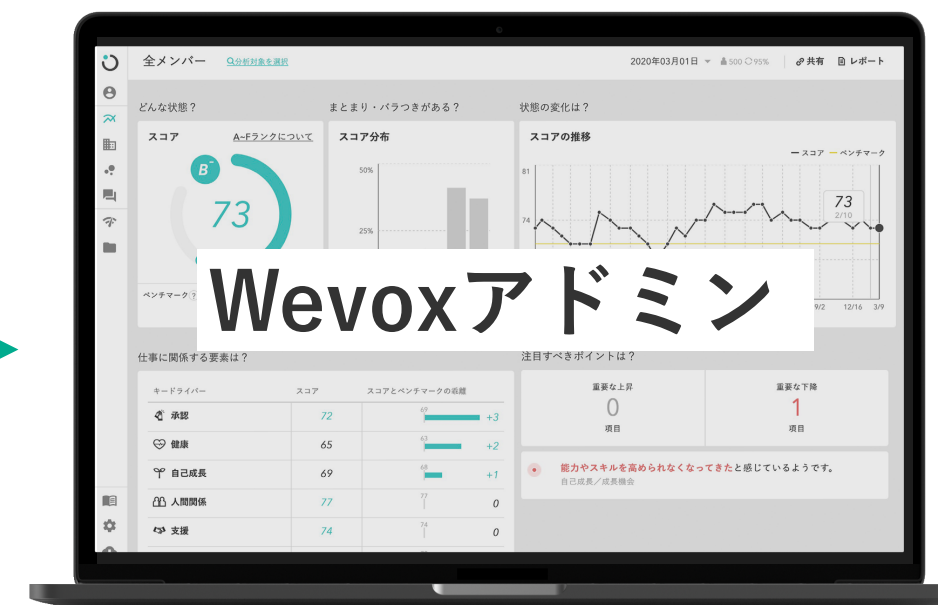 全メンバー 分析対象を選択 2020年03月01日 500 95% 共有 レポート
どんな状態？ まとまり・バラつきがある？ 状態の変化は？
スコア A~Fランクについて
B-
73
ベンチマーク ?
スコア分布
50%
25%
スコアの推移
スコア ベンチマーク
81
74
73
2/10
9/2 12/16 3/9
Wevoxアドミン
仕事に関係する要素は？
キードライバー スコア スコアとベンチマークの乖離
承認 72 69 +3
健康 65 63 +2
自己成長 69 68 +1
人間関係 77 77 0
支援 74 74 0
注目すべきポイントは？
重要な上昇 重要な下降
0 1
項目 項目
能力やスキルを高められなくなってきたと感じているようです。
自己成長／成長機会